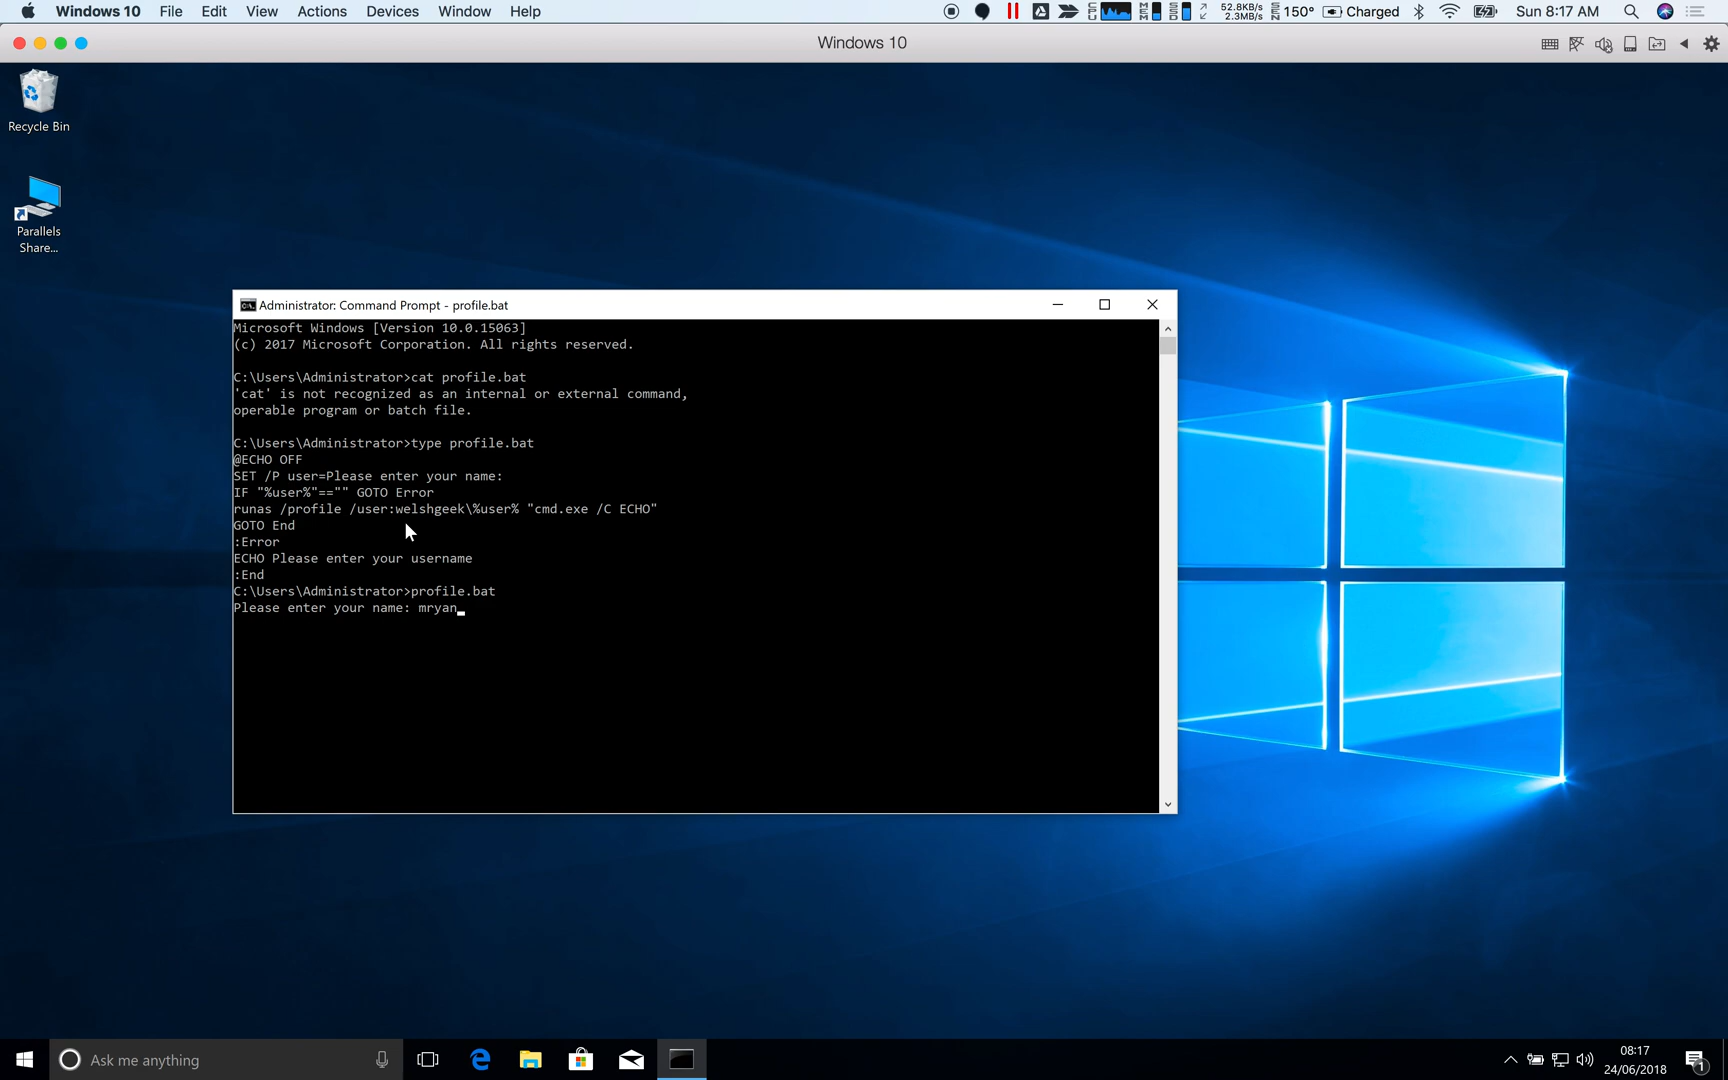 Windows 10 File Edit View Actions Devices Window Help
CPU MEM SSD 52.8KB/s 2.3MB/s SEN 150° Charged Sun 8:17 AM
Windows 10
Recycle Bin
Parallels
Share...
Administrator: Command Prompt - profile.bat
Microsoft Windows [Version 10.0.15063]
(c) 2017 Microsoft Corporation. All rights reserved.
C:\Users\Administrator>cat profile.bat
'cat' is not recognized as an internal or external command,
operable program or batch file.
C:\Users\Administrator>type profile.bat
@ECHO OFF
SET /P user=Please enter your name:
IF "%user%"=="" GOTO Error
runas /profile /user:welshgeek\%user% "cmd.exe /C ECHO"
GOTO End
:Error
ECHO Please enter your username
:End
C:\Users\Administrator>profile.bat
Please enter your name: mryan
Ask me anything
08:17
24/06/2018
1